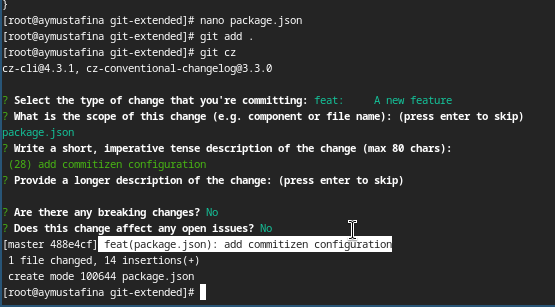 }
[root@aymustafina git-extended]# nano package.json
[root@aymustafina git-extended]# git add .
[root@aymustafina git-extended]# git cz
cz-cli@4.3.1, cz-conventional-changelog@3.3.0
? Select the type of change that you're committing: feat:     A new feature
? What is the scope of this change (e.g. component or file name): (press enter to skip)
package.json
? Write a short, imperative tense description of the change (max 80 chars):
(28) add commitizen configuration
? Provide a longer description of the change: (press enter to skip)
? Are there any breaking changes? No
? Does this change affect any open issues? No
[master 488e4cf] feat(package.json): add commitizen configuration
1 file changed, 14 insertions(+)
create mode 100644 package.json
[root@aymustafina git-extended]#